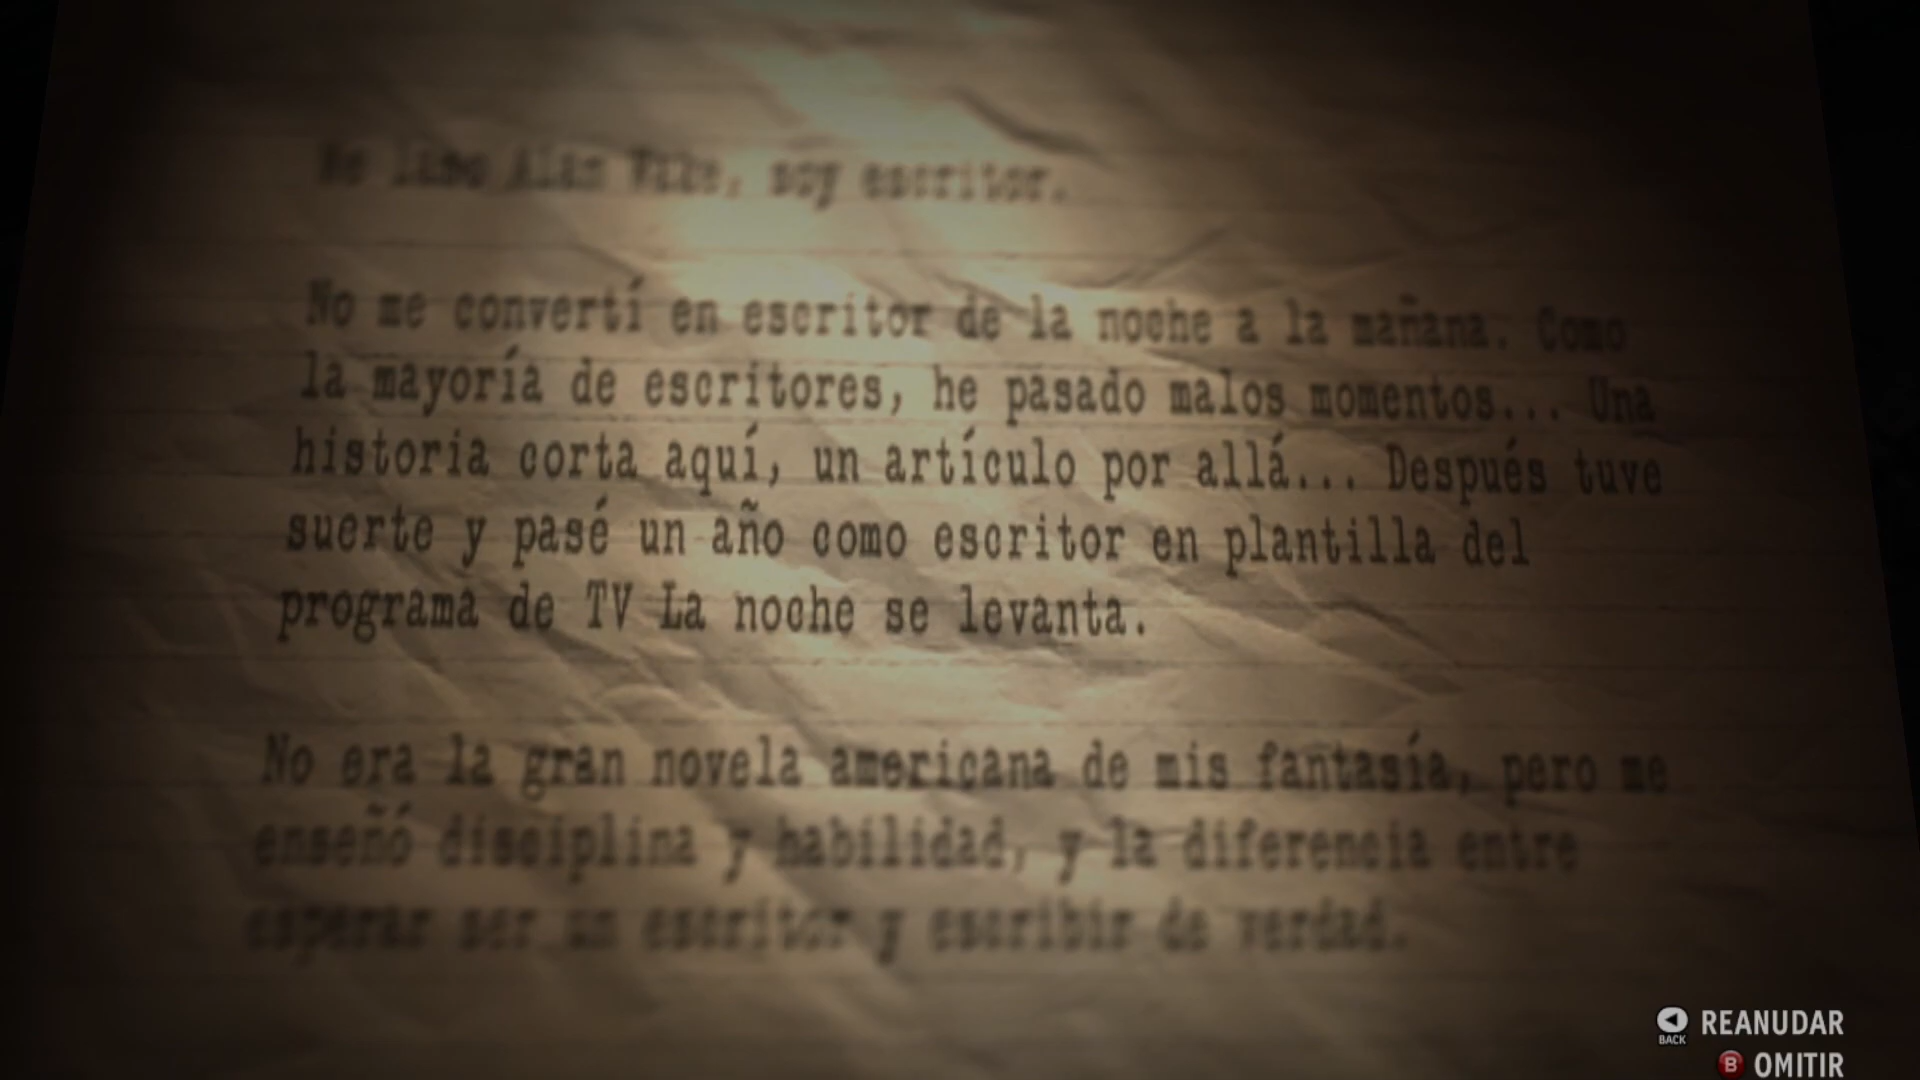 Me llamo Alan Wake, soy escritor.
No me convertí en escritor de la noche a la mañana. Como
la mayoría de escritores, he pasado malos momentos... Una
historia corta aquí, un artículo por allá... Después tuve
suerte y pasé un año como escritor en plantilla del
programa de TV La noche se levanta.
No era la gran novela americana de mis fantasía, pero me
enseñó disciplina y habilidad, y la diferencia entre
esperar ser un escritor y escribir de verdad.
BACK REANUDAR
B OMITIR